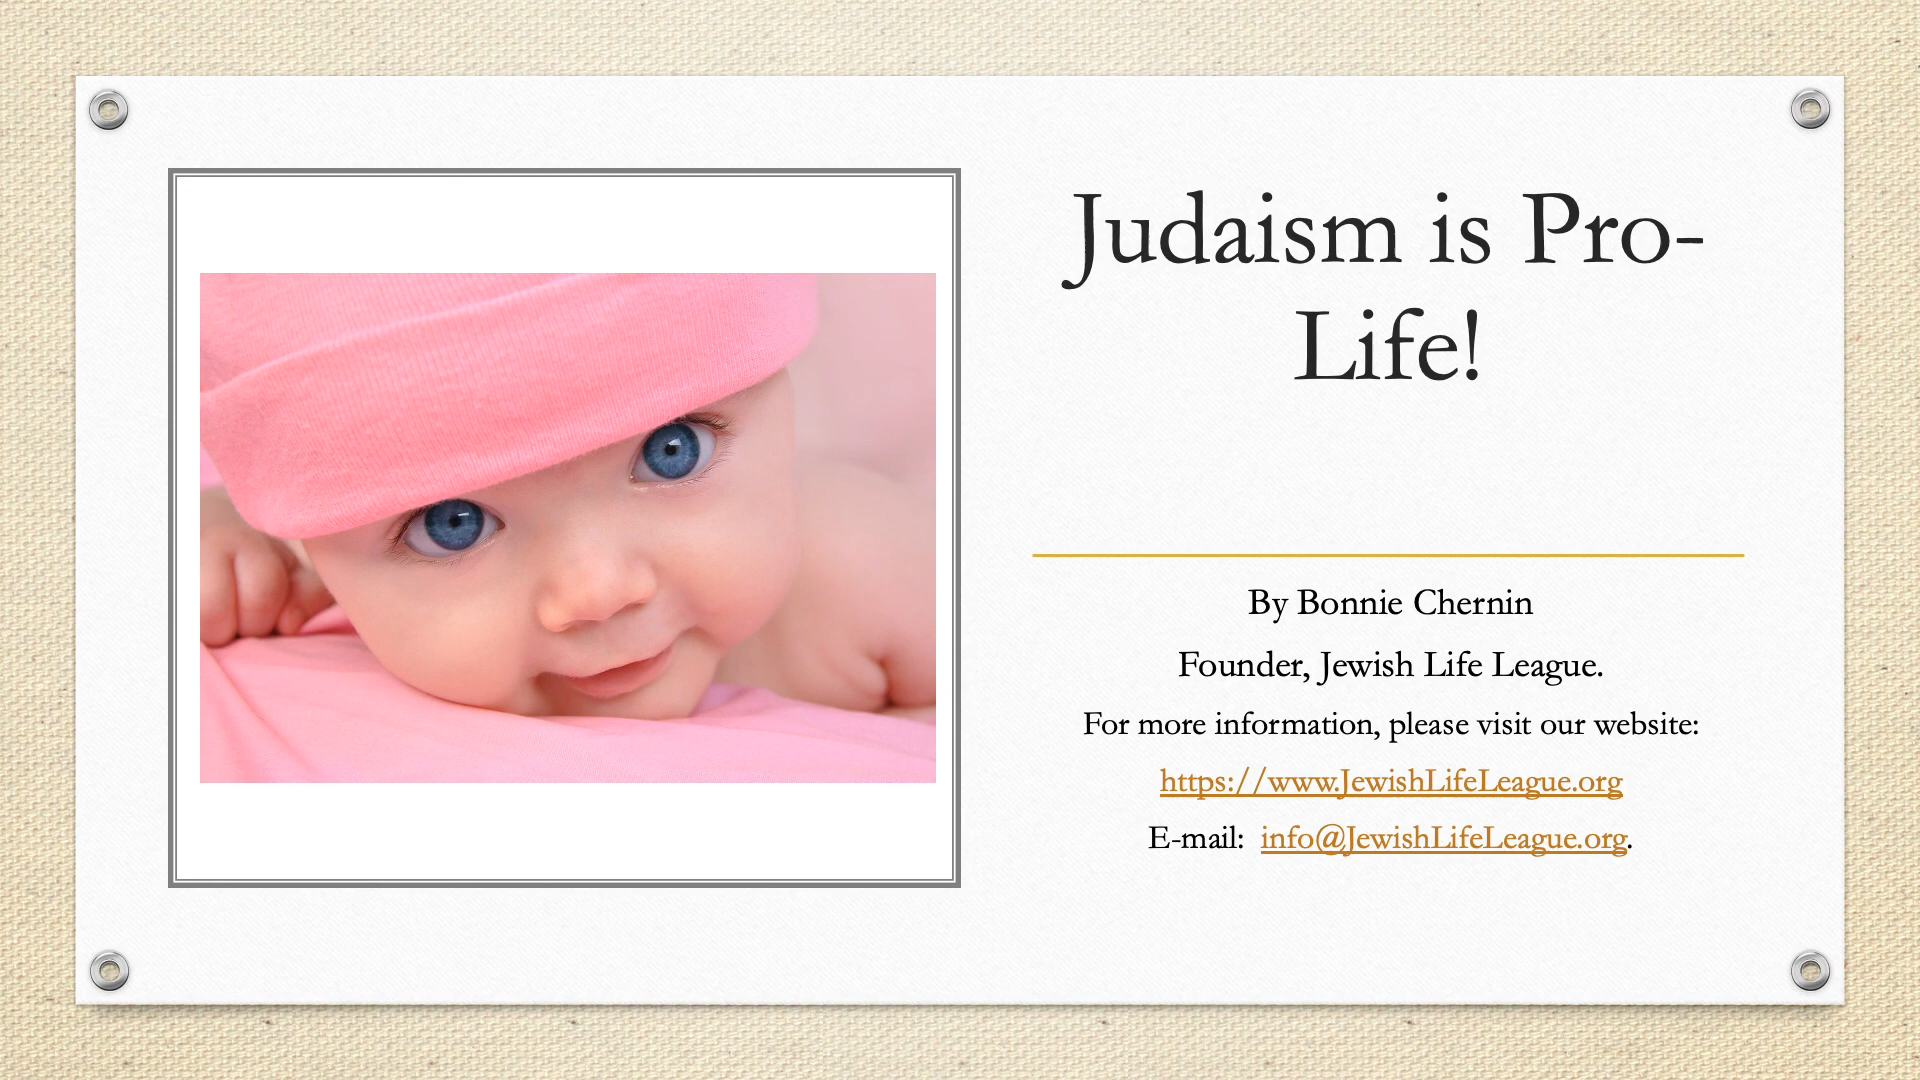 Judaism is Pro-
Life!
By Bonnie Chernin
Founder, Jewish Life League.
For more information, please visit our website:
https://www.JewishLifeLeague.org
E-mail:  info@JewishLifeLeague.org.